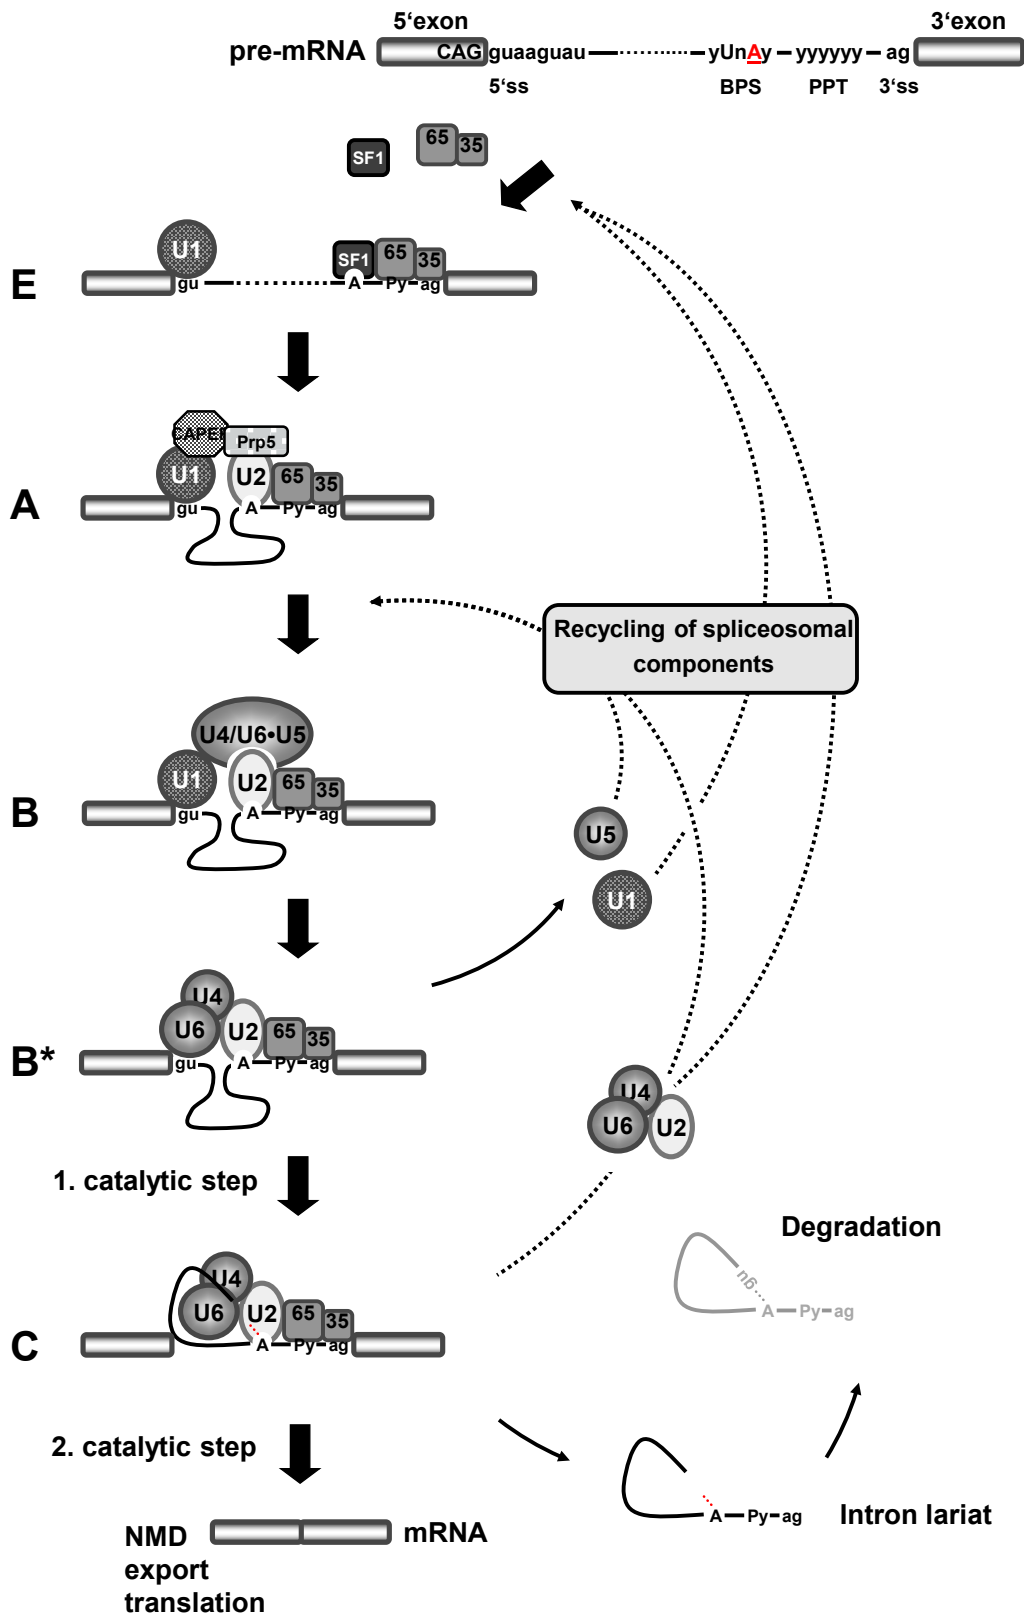 5‘exon 3‘exon
pre-mRNA CAG guaaguau yUnAy yyyyyy ag
5‘ss BPS PPT 3‘ss
SF1 65 35
E U1 gu SF1 A 65 Py 35 ag
Prp5
A U1 gu U2 A 65 Py 35 ag
Recycling of spliceosomal
components
U4/U6•U5
B U1 gu U2 A 65 Py 35 ag
U5
U1
U4
B* U6 gu U2 A 65 Py 35 ag
U4
U6 U2
1. catalytic step
Degradation
gu
A Py ag
U4
C U6 U2 A 65 Py 35 ag
2. catalytic step
A Py ag
Intron lariat
NMD mRNA
export
translation